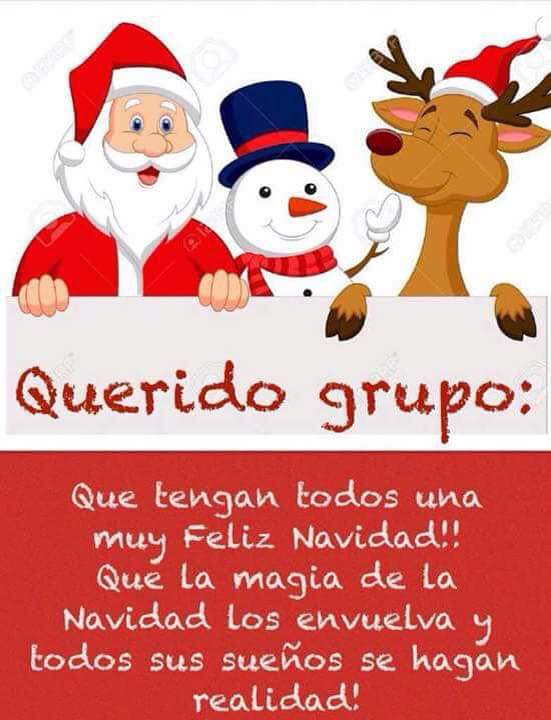 Querido grupo:
Que tengan todos una
muy Feliz Navidad!!
Que la magia de la
Navidad los envuelva y
todos sus sueños se hagan
realidad!